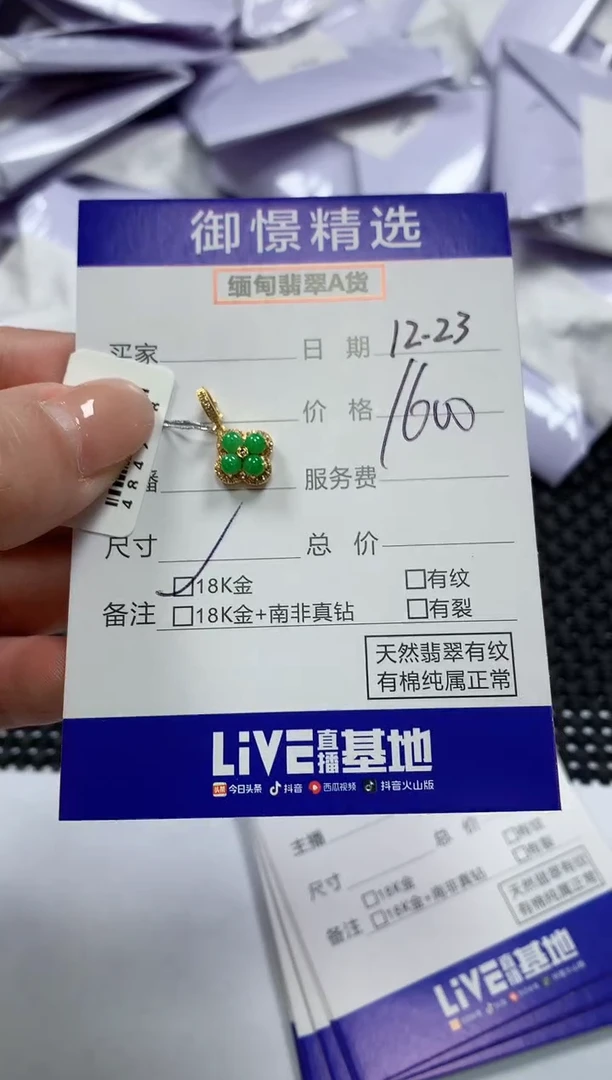 御憬精选
缅甸翡翠A货
买家 日 期 12-23
价 格 1600
播 服务费
尺寸 总 价
☐18K金 ☐有纹
备注 ☐18K金+南非真钻 ☐有裂
天然翡翠有纹
有棉纯属正常
LiVE直播基地
头条 今日头条 抖音 西瓜视频 抖音火山版
主播 总 价
尺寸 ☐18K金 ☐有纹
备注 ☐18K金+南非真钻 ☐有裂
天然翡翠有纹
有棉纯属正常
LiVE直播基地